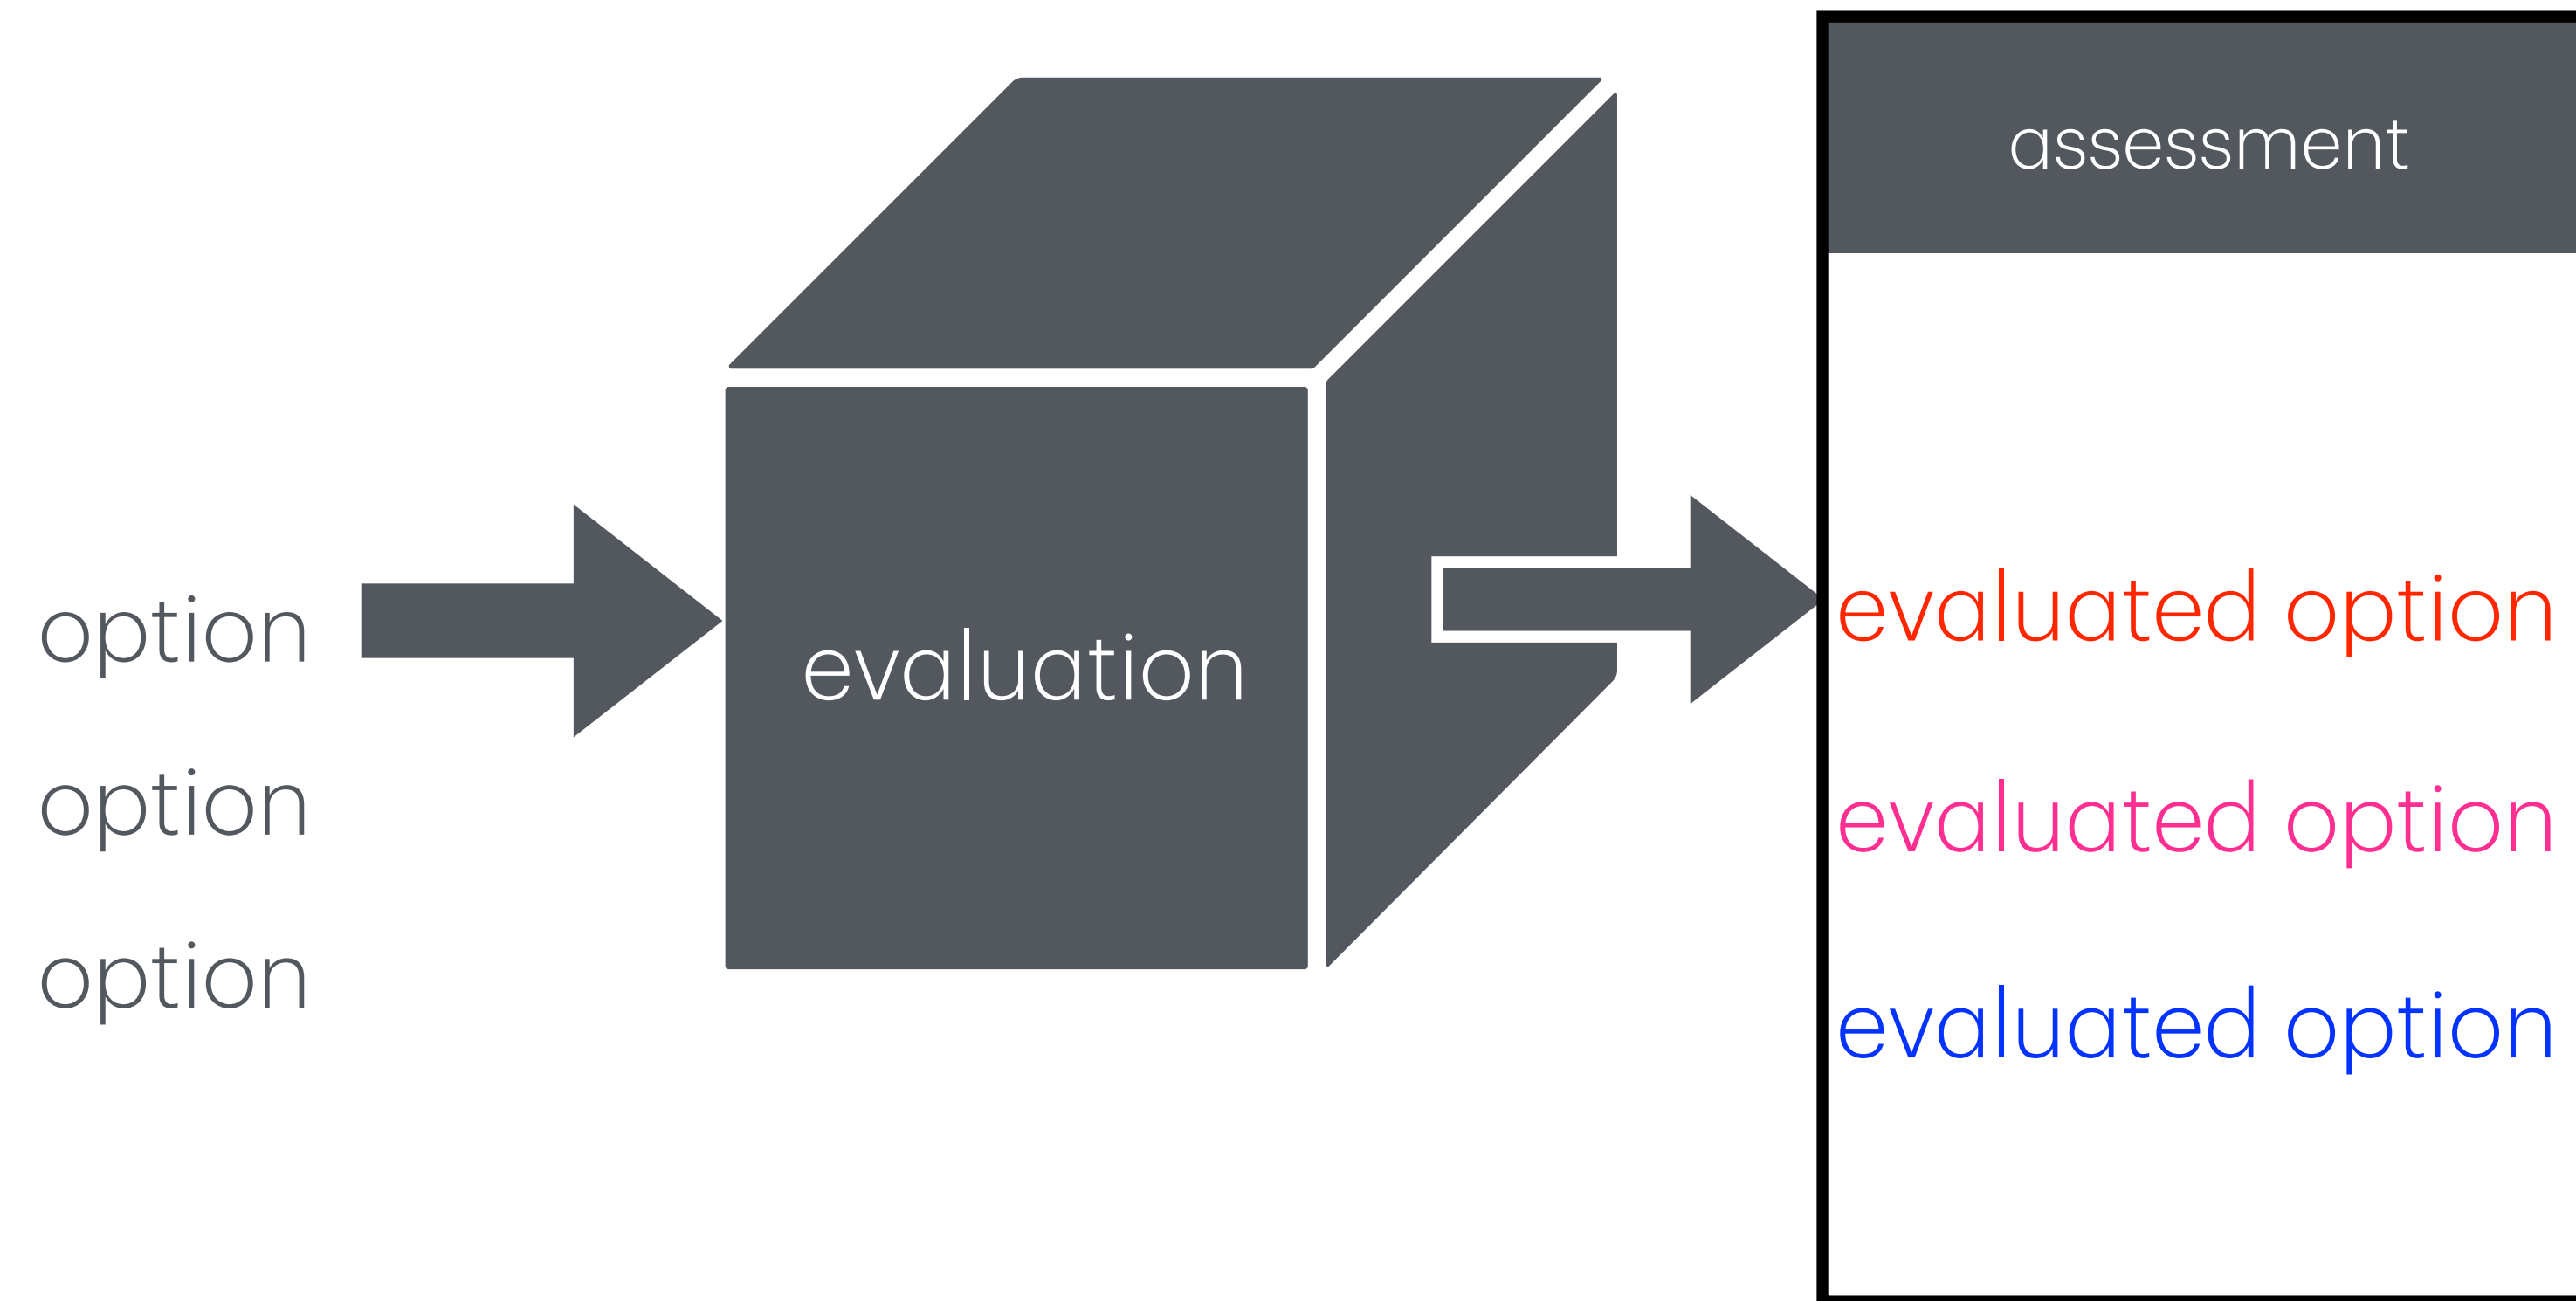 option
option
option
evaluation
assessment
evaluated option
evaluated option
evaluated option